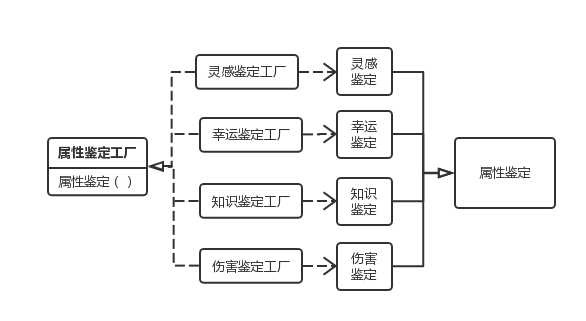 属性鉴定工厂
属性鉴定（ ）
灵感鉴定工厂
幸运鉴定工厂
知识鉴定工厂
伤害鉴定工厂
灵感
鉴定
幸运
鉴定
知识
鉴定
伤害
鉴定
属性鉴定